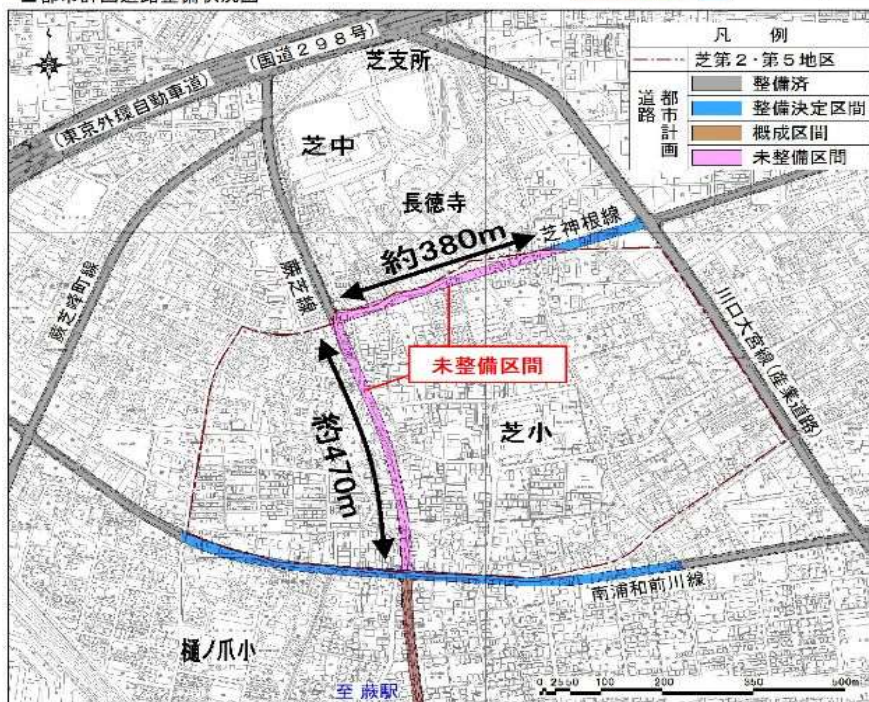 ■都市計画道路整備状況図
凡 例
芝第2・第5地区
都市計画道路
整備済
整備決定区間
概成区間
未整備区間
(国道298号)
(東京外環自動車道)
芝支所
芝中
長徳寺
芝神根線
約380m
蕨芝線
蕨芝峰町線
未整備区間
川口大宮線(産業道路)
芝小
約470m
南浦和前川線
樋ノ爪小
至 蕨駅
0 25 50 100 200 350 500m